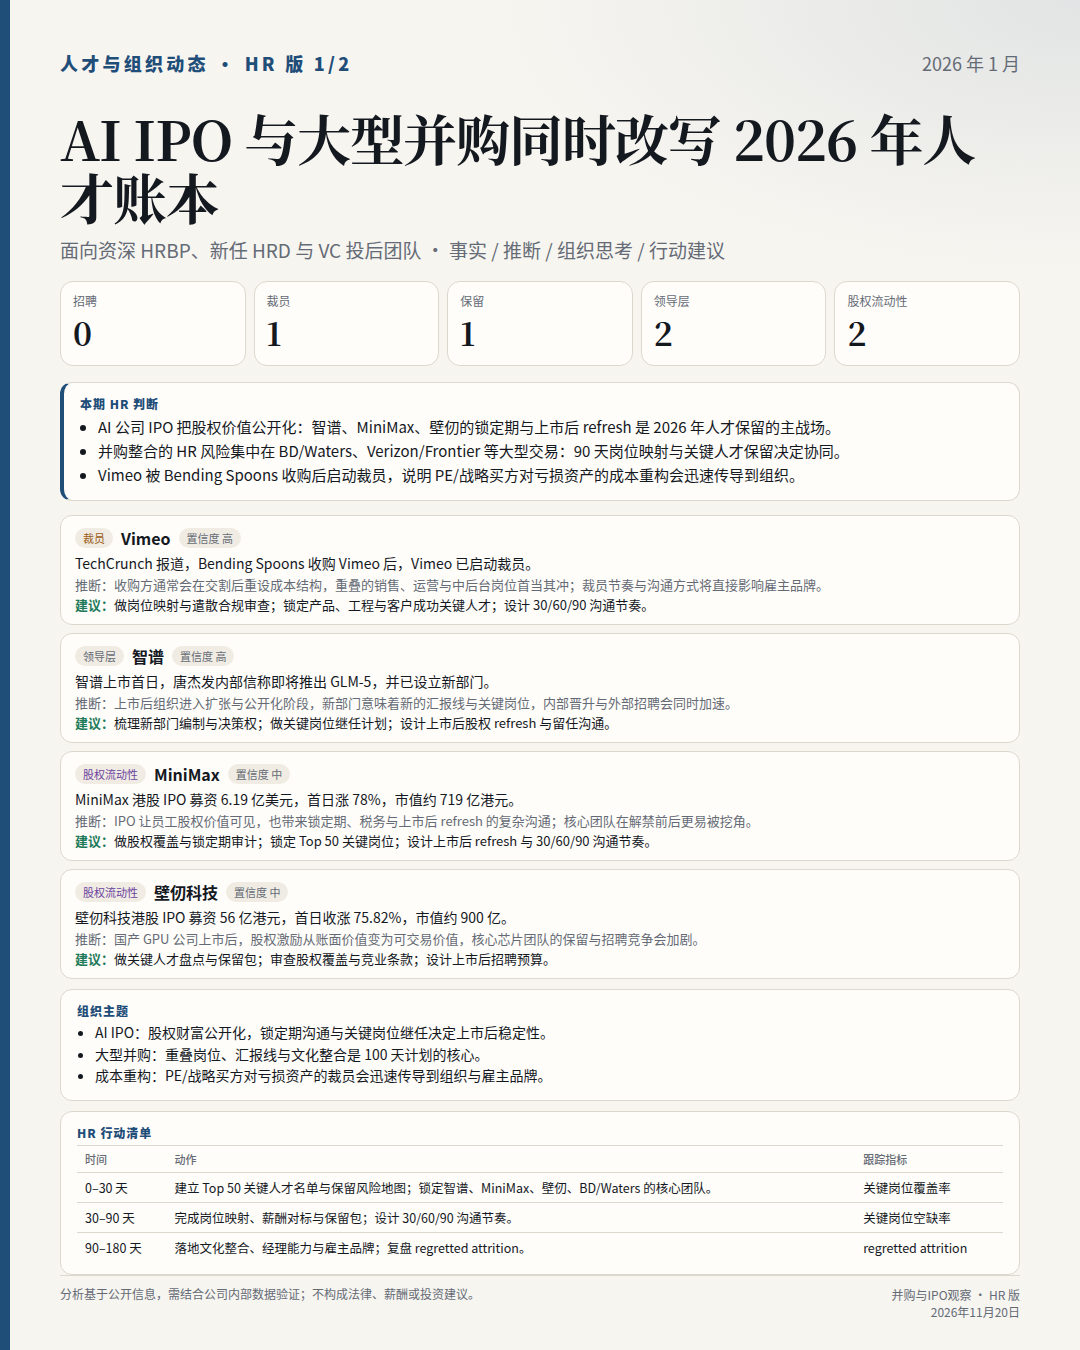 人才与组织动态 · HR 版 1/2
2026 年 1 月
AI IPO 与大型并购同时改写 2026 年人
才账本
面向资深 HRBP、新任 HRD 与 VC 投后团队 · 事实 / 推断 / 组织思考 / 行动建议
招聘
0
裁员
1
保留
1
领导层
2
股权流动性
2
本期 HR 判断
• AI 公司 IPO 把股权价值公开化：智谱、MiniMax、壁仞的锁定期与上市后 refresh 是 2026 年人才保留的主战场。
• 并购整合的 HR 风险集中在 BD/Waters、Verizon/Frontier 等大型交易：90 天岗位映射与关键人才保留决定协同。
• Vimeo 被 Bending Spoons 收购后启动裁员，说明 PE/战略买方对亏损资产的成本重构会迅速传导到组织。
裁员 Vimeo 置信度 高
TechCrunch 报道，Bending Spoons 收购 Vimeo 后，Vimeo 已启动裁员。
推断：收购方通常会在交割后重设成本结构，重叠的销售、运营与中后台岗位首当其冲；裁员节奏与沟通方式将直接影响雇主品牌。
建议：做岗位映射与遣散合规审查；锁定产品、工程与客户成功关键人才；设计 30/60/90 沟通节奏。
领导层 智谱 置信度 高
智谱上市首日，唐杰发内部信称即将推出 GLM-5，并已设立新部门。
推断：上市后组织进入扩张与公开化阶段，新部门意味着新的汇报线与关键岗位，内部晋升与外部招聘会同时加速。
建议：梳理新部门编制与决策权；做关键岗位继任计划；设计上市后股权 refresh 与留任沟通。
股权流动性 MiniMax 置信度 中
MiniMax 港股 IPO 募资 6.19 亿美元，首日涨 78%，市值约 719 亿港元。
推断：IPO 让员工股权价值可见，也带来锁定期、税务与上市后 refresh 的复杂沟通；核心团队在解禁前后更易被挖角。
建议：做股权覆盖与锁定期审计；锁定 Top 50 关键岗位；设计上市后 refresh 与 30/60/90 沟通节奏。
股权流动性 壁仞科技 置信度 中
壁仞科技港股 IPO 募资 56 亿港元，首日收涨 75.82%，市值约 900 亿。
推断：国产 GPU 公司上市后，股权激励从账面价值变为可交易价值，核心芯片团队的保留与招聘竞争会加剧。
建议：做关键人才盘点与保留包；审查股权覆盖与竞业条款；设计上市后招聘预算。
组织主题
• AI IPO：股权财富公开化，锁定期沟通与关键岗位继任决定上市后稳定性。
• 大型并购：重叠岗位、汇报线与文化整合是 100 天计划的核心。
• 成本重构：PE/战略买方对亏损资产的裁员会迅速传导到组织与雇主品牌。
HR 行动清单
时间 动作 跟踪指标
0–30 天 建立 Top 50 关键人才名单与保留风险地图；锁定智谱、MiniMax、壁仞、BD/Waters 的核心团队。 关键岗位覆盖率
30–90 天 完成岗位映射、薪酬对标与保留包；设计 30/60/90 沟通节奏。 关键岗位空缺率
90–180 天 落地文化整合、经理能力与雇主品牌；复盘 regretted attrition。 regretted attrition
分析基于公开信息，需结合公司内部数据验证；不构成法律、薪酬或投资建议。
并购与IPO观察 · HR 版
2026年11月20日